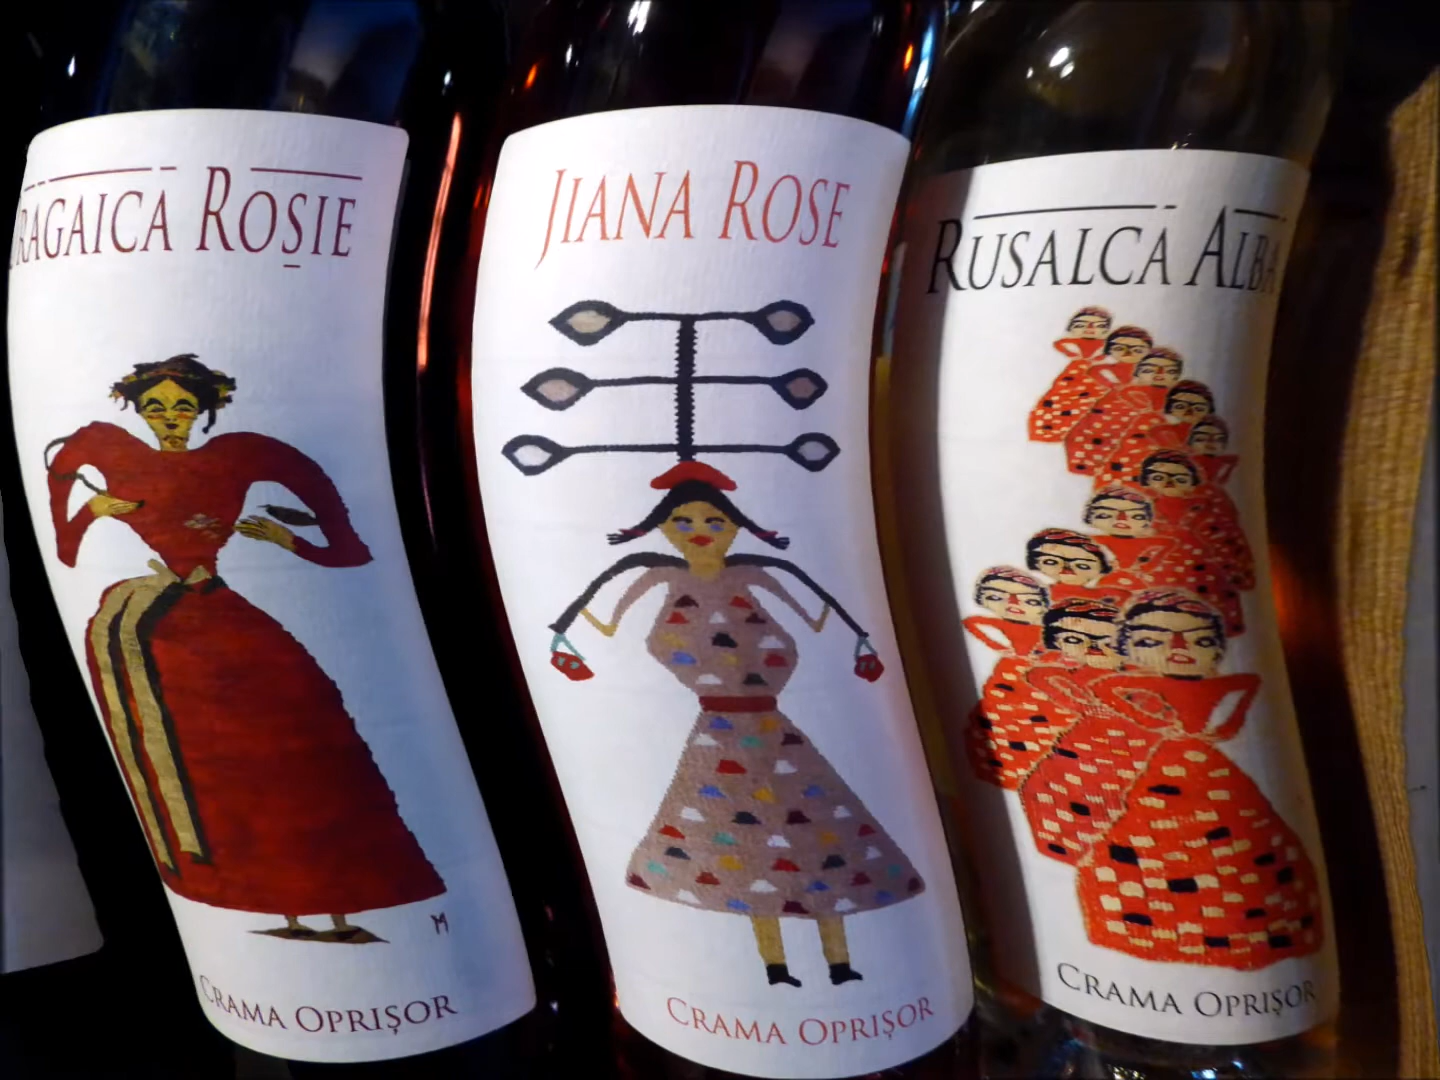 RAGAICA ROȘIE
CRAMA OPRIȘOR
JIANA ROSE
CRAMA OPRIȘOR
RUSALCA ALBA
CRAMA OPRIȘOR